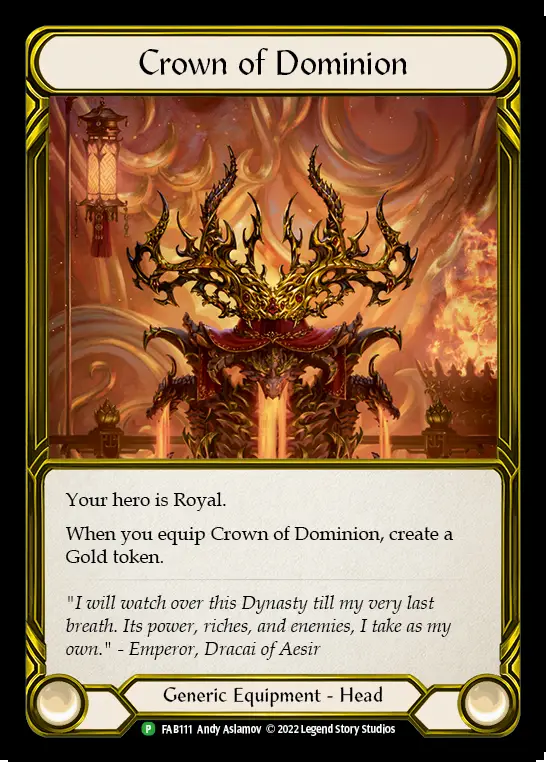 Crown of Dominion
Your hero is Royal.
When you equip Crown of Dominion, create a
Gold token.
"I will watch over this Dynasty till my very last
breath. Its power, riches, and enemies, I take as my
own." - Emperor, Dracai of Aesir
Generic Equipment - Head
P FAB111 Andy Aslamov © 2022 Legend Story Studios